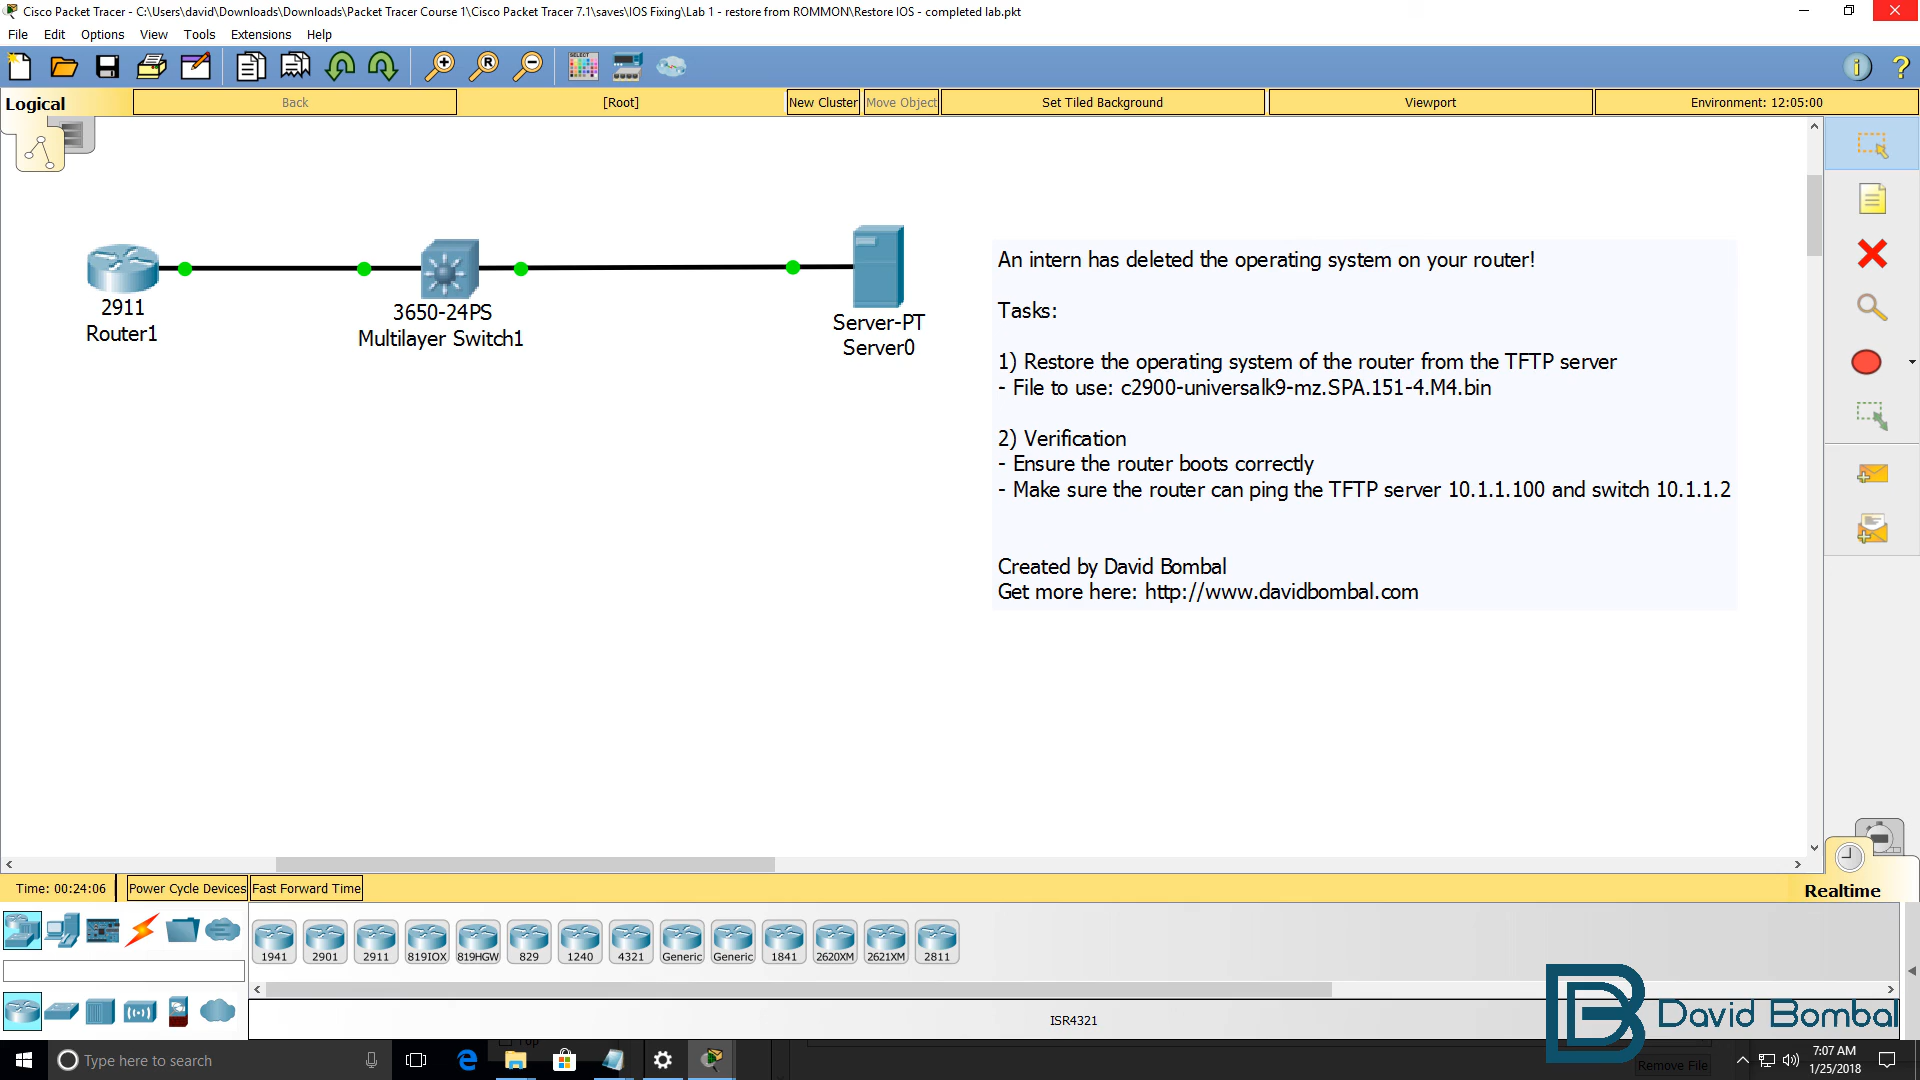 Cisco Packet Tracer - C:\Users\david\Downloads\Downloads\Packet Tracer Course 1\Cisco Packet Tracer 7.1\saves\IOS Fixing\Lab 1 - restore from ROMMON\Restore IOS - completed lab.pkt
File Edit Options View Tools Extensions Help
Logical Back [Root] New Cluster Move Object Set Tiled Background Viewport Environment: 12:05:00
2911
Router1
3650-24PS
Multilayer Switch1
Server-PT
Server0
An intern has deleted the operating system on your router!
Tasks:
1) Restore the operating system of the router from the TFTP server
- File to use: c2900-universalk9-mz.SPA.151-4.M4.bin
2) Verification
- Ensure the router boots correctly
- Make sure the router can ping the TFTP server 10.1.1.100 and switch 10.1.1.2
Created by David Bombal
Get more here: http://www.davidbombal.com
Time: 00:24:06 Power Cycle Devices Fast Forward Time Realtime
1941 2901 2911 819IOX 819HGW 829 1240 4321 Generic Generic 1841 2620XM 2621XM 2811
ISR4321
David Bombal
Type here to search
Top
Remove File
7:07 AM
1/25/2018